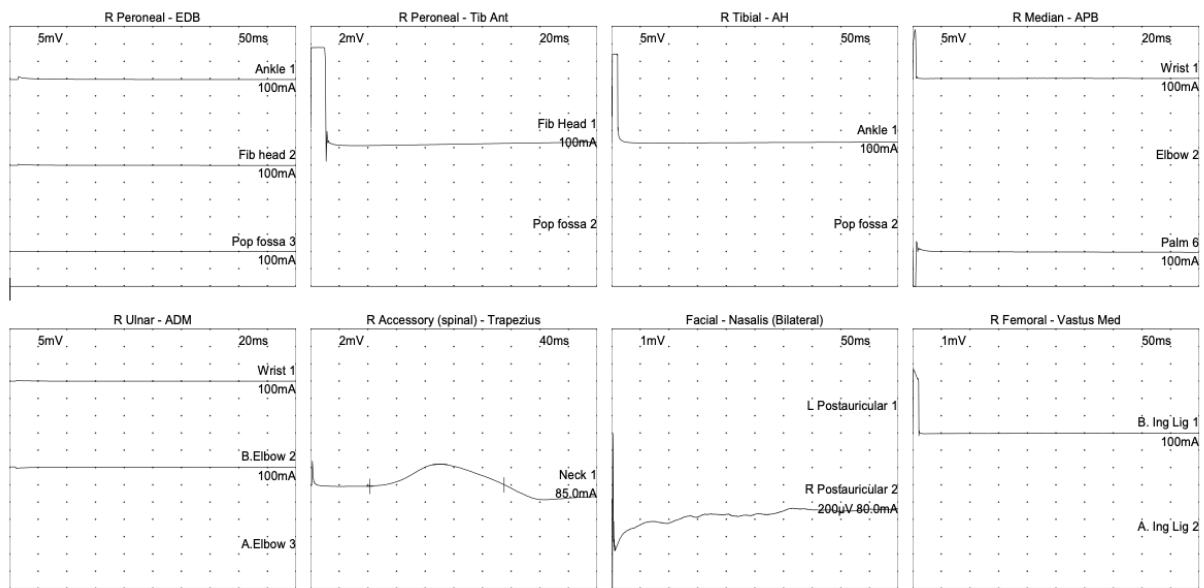 R Peroneal - EDB
5mV 50ms
Ankle 1
100mA
Fib head 2
100mA
Pop fossa 3
100mA
R Peroneal - Tib Ant
2mV 20ms
Fib Head 1
100mA
Pop fossa 2
R Tibial - AH
5mV 50ms
Ankle 1
100mA
Pop fossa 2
R Median - APB
5mV 20ms
Wrist 1
100mA
Elbow 2
Palm 6
100mA
R Ulnar - ADM
5mV 20ms
Wrist 1
100mA
B.Elbow 2
100mA
A.Elbow 3
R Accessory (spinal) - Trapezius
2mV 40ms
Neck 1
85.0mA
Facial - Nasalis (Bilateral)
1mV 50ms
L Postauricular 1
R Postauricular 2
200µV 80.0mA
R Femoral - Vastus Med
1mV 50ms
B. Ing Lig 1
100mA
A. Ing Lig 2